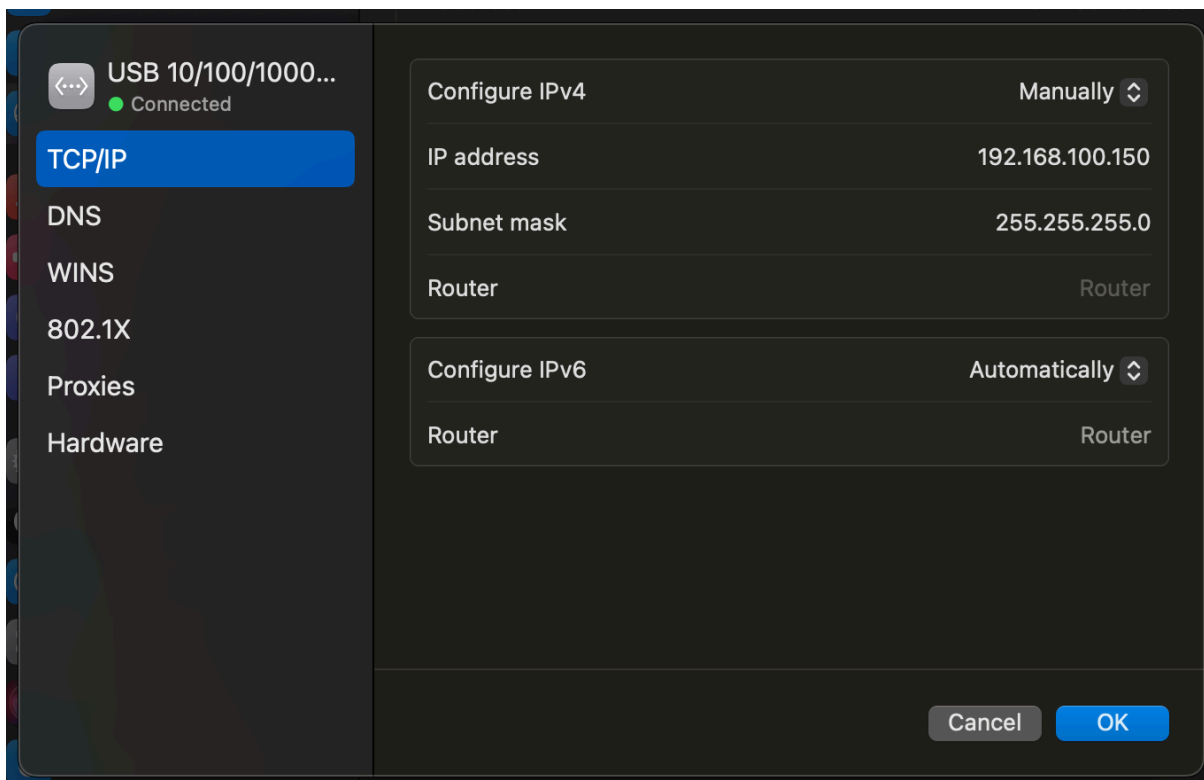 USB 10/100/1000...
Connected
TCP/IP
DNS
WINS
802.1X
Proxies
Hardware
Configure IPv4 Manually
IP address 192.168.100.150
Subnet mask 255.255.255.0
Router Router
Configure IPv6 Automatically
Router Router
Cancel OK